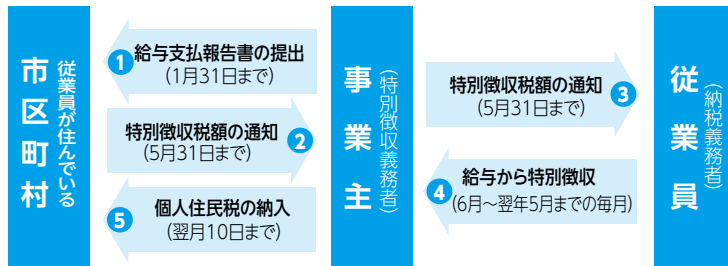 従業員が住んでいる
市区町村
1
給与支払報告書の提出
(1月31日まで)
特別徴収税額の通知
(5月31日まで)
2
5
個人住民税の納入
(翌月10日まで)
事業主
(特別徴収義務者)
特別徴収税額の通知
(5月31日まで)
3
4
給与から特別徴収
(6月～翌年5月までの毎月)
従業員
(納税義務者)